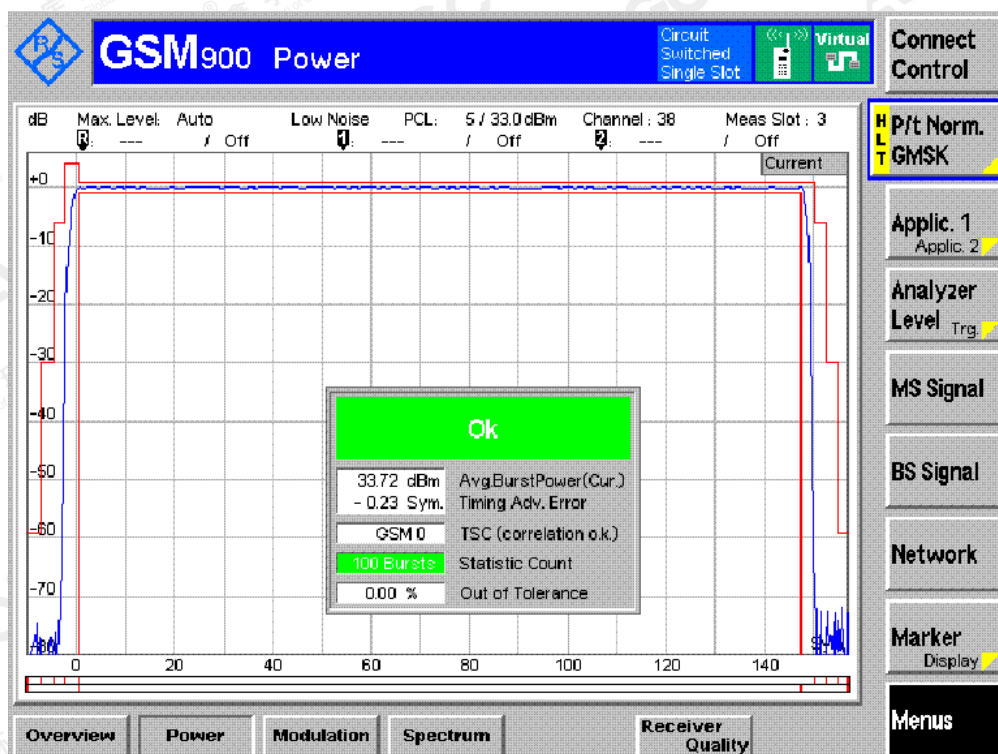 R/S
GSM900 Power
Circuit Switched Single Slot
Virtual
Connect Control
dB Max. Level: Auto Low Noise PCL: 5 / 33.0 dBm Channel : 38 Meas Slot : 3
R: --- / Off 1: --- / Off 2: --- / Off
HLT
P/t Norm. GMSK
Current
+0
-10
-20
-30
-40
-50
-60
-70
0 20 40 60 80 100 120 140
Ok
33.72 dBm Avg.BurstPower(Cur.)
- 0.23 Sym. Timing Adv. Error
GSM 0 TSC (correlation o.k.)
100 Bursts Statistic Count
0.00 % Out of Tolerance
Applic. 1
Applic. 2
Analyzer Level Trg.
MS Signal
BS Signal
Network
Marker
Display
Menus
Overview Power Modulation Spectrum Receiver Quality